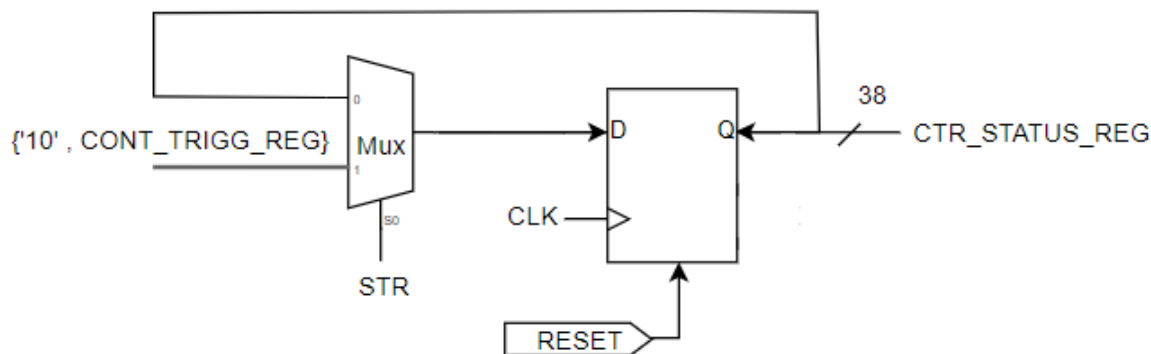 38
0
{'10' , CONT_TRIGG_REG}
Mux
D
Q
CTR_STATUS_REG
1
CLK
S0
STR
RESET